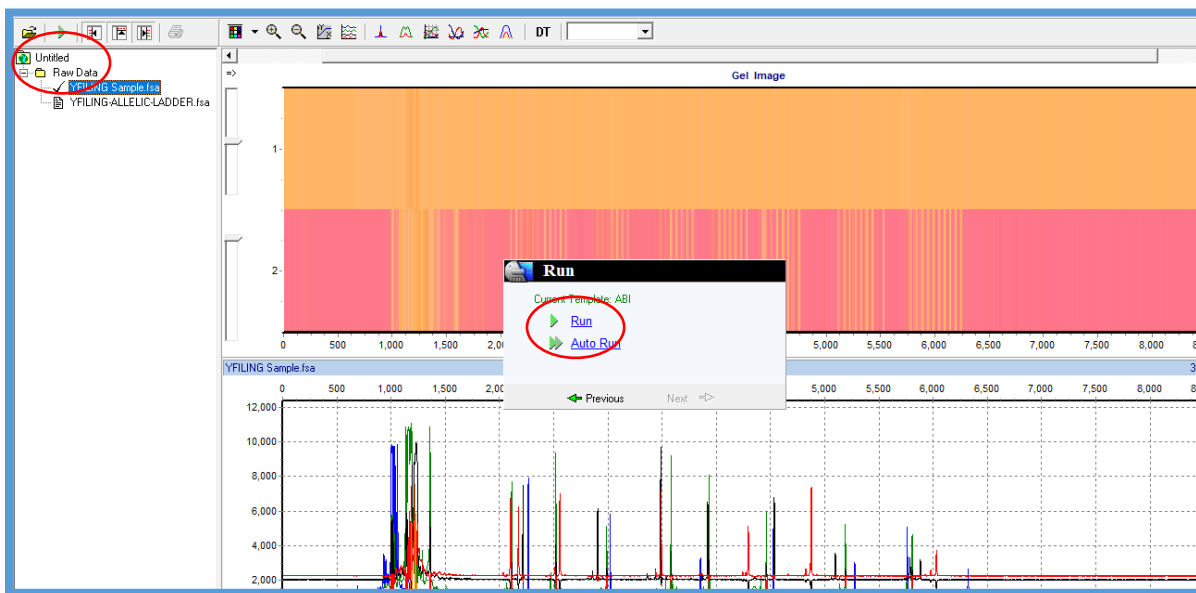 DT
Untitled
Raw Data
YFILING Sample.fsa
YFILING-ALLELIC-LADDER.fsa
=>
Gel Image
1-
2-
0 500 1,000 1,500 5,000 5,500 6,000 6,500 7,000 7,500 8,000
Run
Current Template: ABI
Run
Auto Run
Previous Next
YFILING Sample.fsa 3
0 500 1,000 1,500 5,000 5,500 6,000 6,500 7,000 7,500 8,000 8
12,000
10,000
8,000
6,000
4,000
2,000